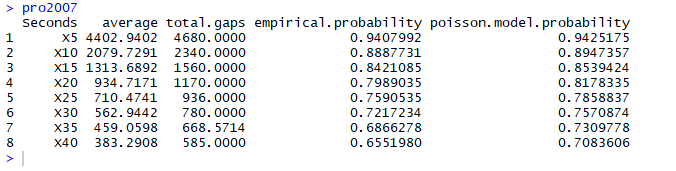 > pro2007
Seconds average total.gaps empirical.probability poisson.model.probability
1 X5 4402.9402 4680.0000 0.9407992 0.9425175
2 X10 2079.7291 2340.0000 0.8887731 0.8947357
3 X15 1313.6892 1560.0000 0.8421085 0.8539424
4 X20 934.7171 1170.0000 0.7989035 0.8178335
5 X25 710.4741 936.0000 0.7590535 0.7858837
6 X30 562.9442 780.0000 0.7217234 0.7570874
7 X35 459.0598 668.5714 0.6866278 0.7309778
8 X40 383.2908 585.0000 0.6551980 0.7083606
>